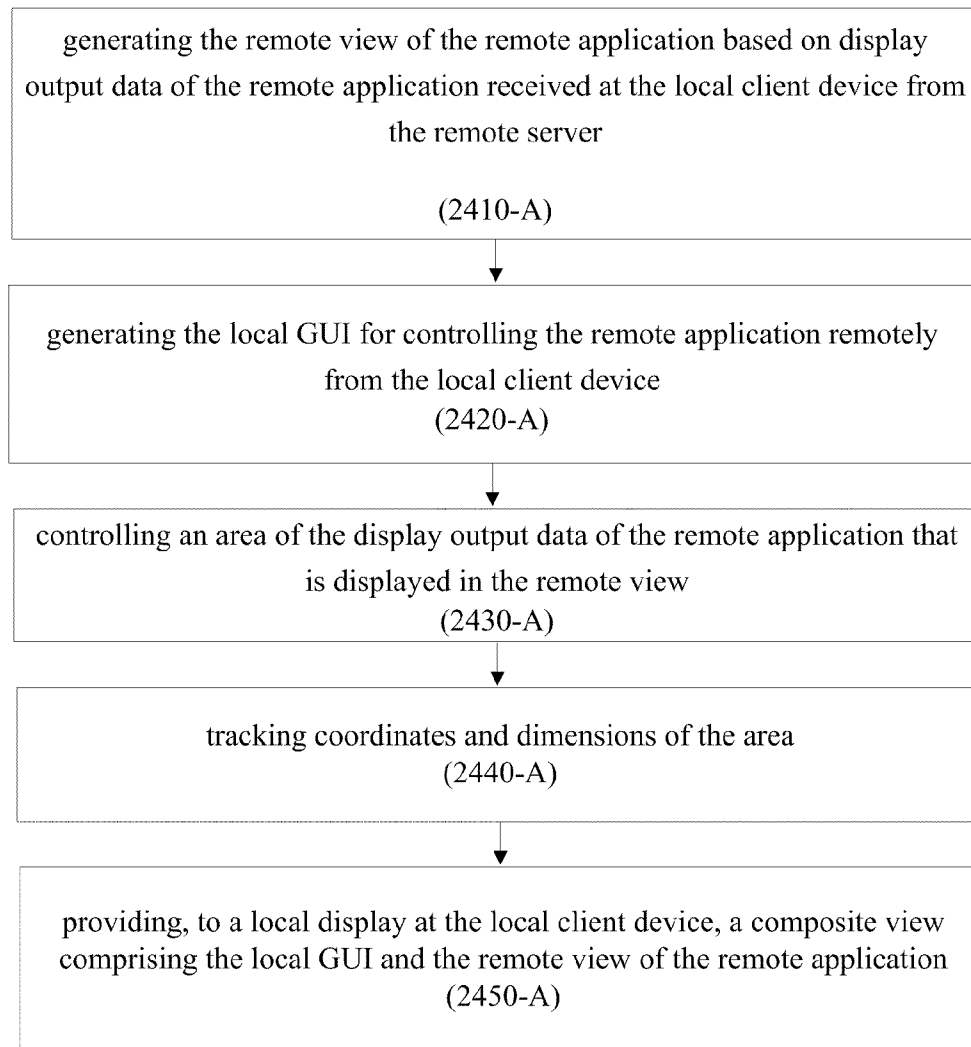 generating the remote view of the remote application based on display
output data of the remote application received at the local client device from
the remote server
(2410-A)
generating the local GUI for controlling the remote application remotely
from the local client device
(2420-A)
controlling an area of the display output data of the remote application that
is displayed in the remote view
(2430-A)
tracking coordinates and dimensions of the area
(2440-A)
providing, to a local display at the local client device, a composite view
comprising the local GUI and the remote view of the remote application
(2450-A)